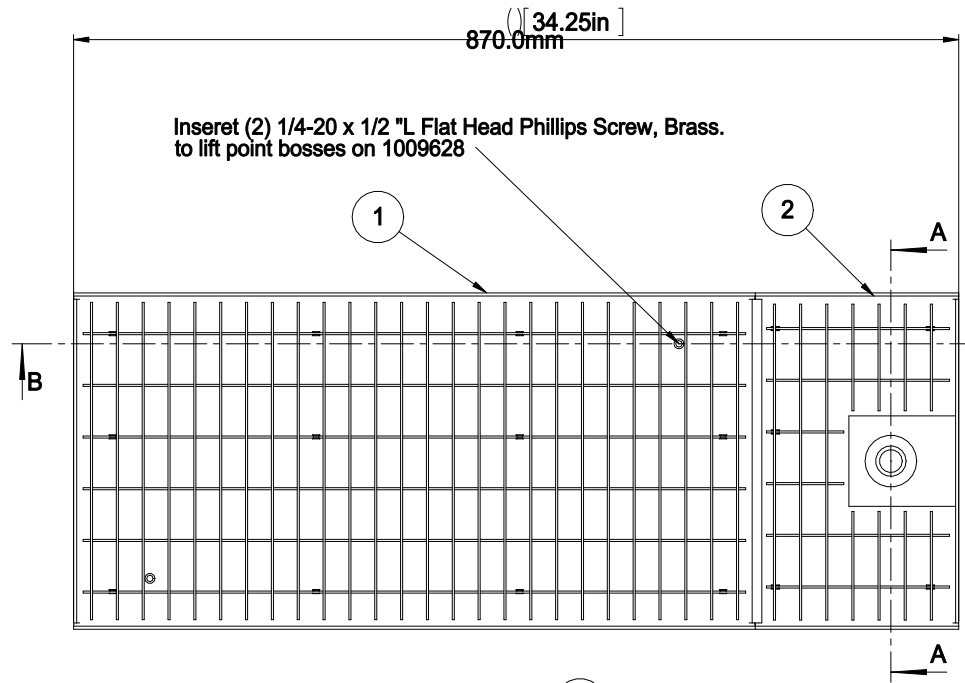 ()[34.25in]
870.0mm
Inseret (2) 1/4-20 x 1/2 "L Flat Head Phillips Screw, Brass.
to lift point bosses on 1009628
1
2
A
B
A